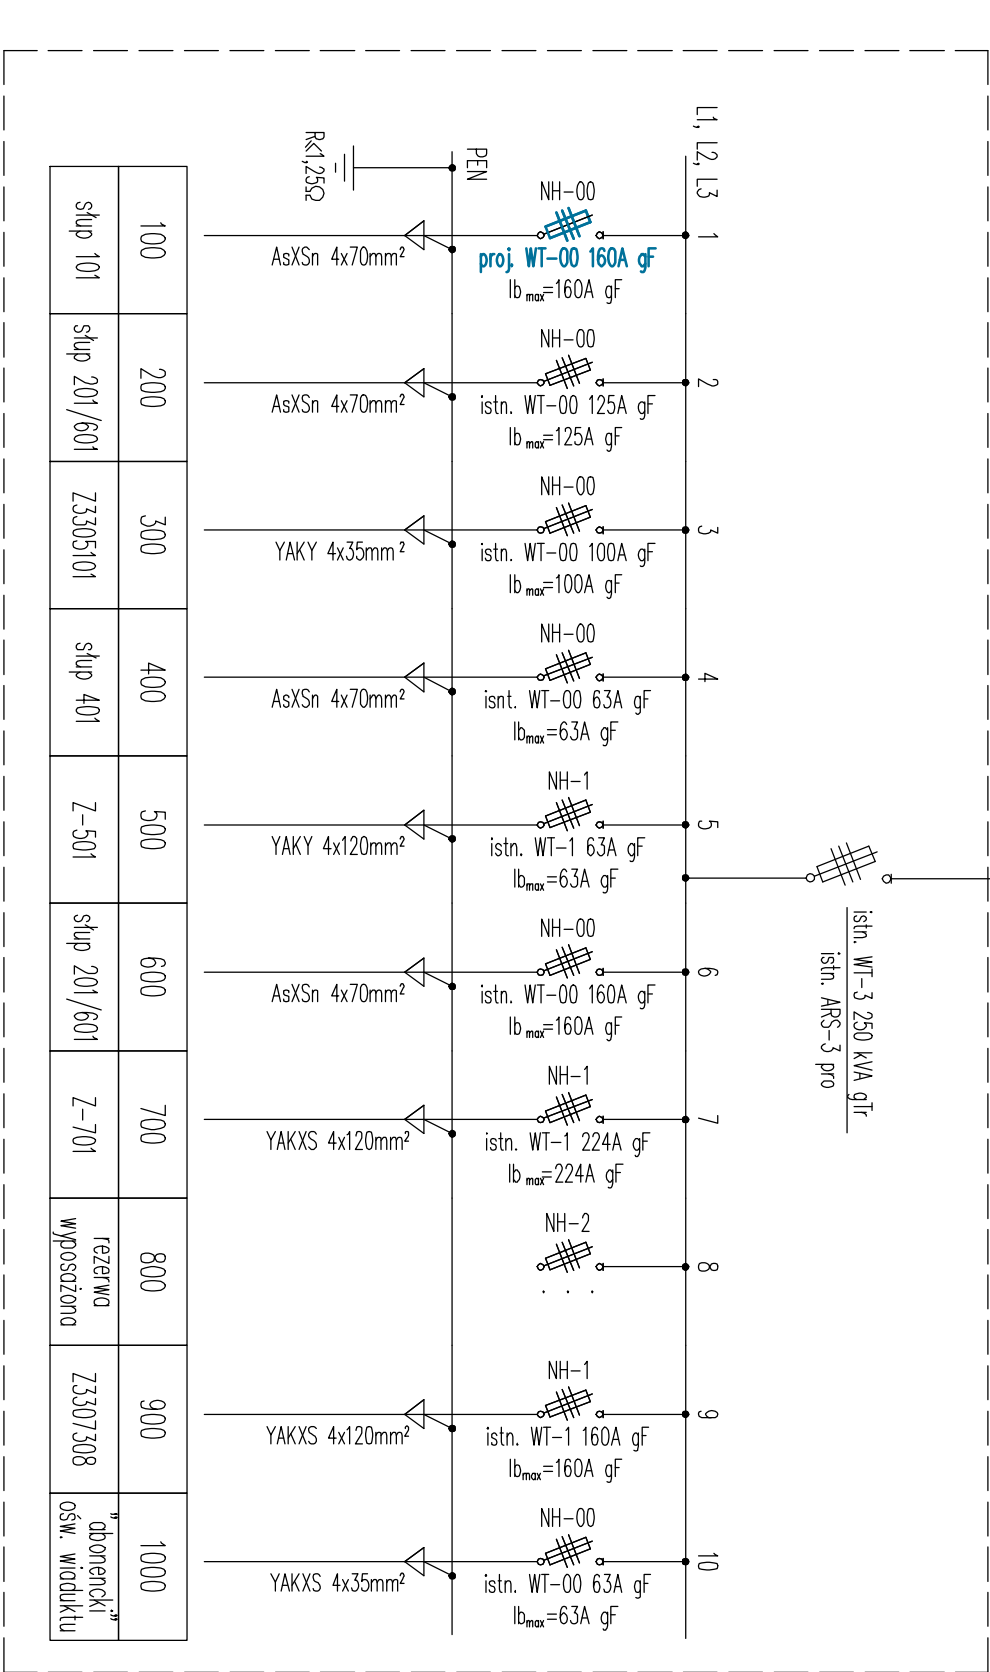 L1, L2, L3
PEN
R≤1,25Ω
istn. WT-3 250 kVA gTr
istn. ARS-3 pro
1
NH-00
proj. WT-00 160A gF
Ib max=160A gF
AsXSn 4x70mm²
100
słup 101
2
NH-00
istn. WT-00 125A gF
Ib max=125A gF
AsXSn 4x70mm²
200
słup 201/601
3
NH-00
istn. WT-00 100A gF
Ib max=100A gF
YAKY 4x35mm²
300
Z3305101
4
NH-00
isnt. WT-00 63A gF
Ibmax=63A gF
AsXSn 4x70mm²
400
słup 401
5
NH-1
istn. WT-1 63A gF
Ibmax=63A gF
YAKY 4x120mm²
500
Z-501
6
NH-00
istn. WT-00 160A gF
Ib max=160A gF
AsXSn 4x70mm²
600
słup 201/601
7
NH-1
istn. WT-1 224A gF
Ib max=224A gF
YAKXS 4x120mm²
700
Z-701
8
NH-2
. . .
800
rezerwa
wyposażona
9
NH-1
istn. WT-1 160A gF
Ibmax=160A gF
YAKXS 4x120mm²
900
Z3307308
10
NH-00
istn. WT-00 63A gF
Ibmax=63A gF
YAKXS 4x35mm²
1000
"abonencki"
ośw. wiaduktu